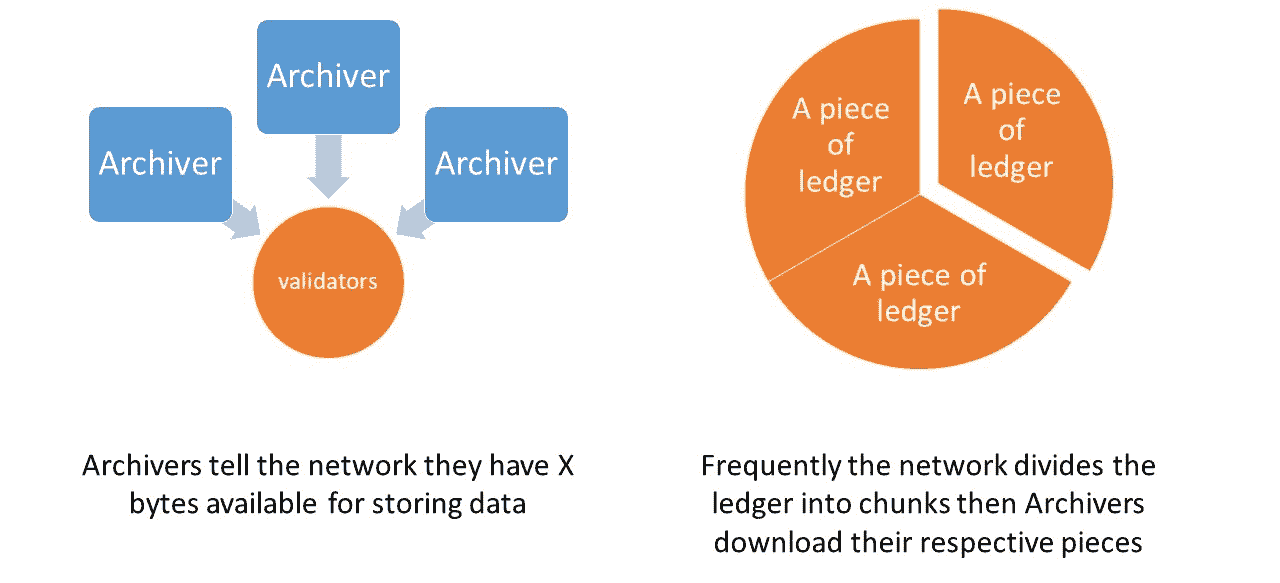 Archiver
Archiver
Archiver
validators
Archivers tell the network they have X
bytes available for storing data
A piece
of
ledger
A piece
of
ledger
A piece of
ledger
Frequently the network divides the
ledger into chunks then Archivers
download their respective pieces